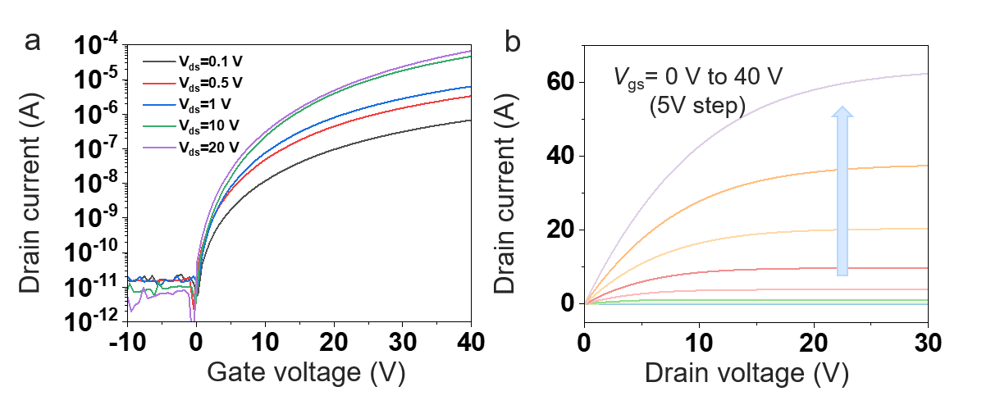 a
Drain current (A)
10-4
10-5
10-6
10-7
10-8
10-9
10-10
10-11
10-12
Vds=0.1 V
Vds=0.5 V
Vds=1 V
Vds=10 V
Vds=20 V
-10 0 10 20 30 40
Gate voltage (V)
b
Drain current (A)
60
40
20
0
Vgs= 0 V to 40 V
(5V step)
0 10 20 30
Drain voltage (V)